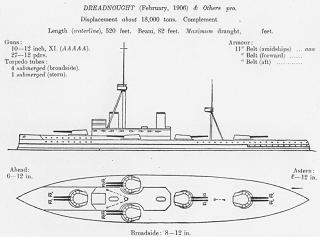 DREADNOUGHT (February, 1906) & Others pro.
Displacement about 18,000 tons. Complement
Length (waterline), 520 feet. Beam, 82 feet. Maximum draught, feet.
Guns:
10—12 inch, XI. (AAAAA).
27—12 pdrs.
Torpedo tubes:
4 submerged (broadside).
1 submerged (stern).
Armour:
11" Belt (amidships) ...
" Belt (forward) ......
" Belt (aft) ......
Ahead:
6—12 in.
Astern:
12 in.
Broadside: 8—12 in.